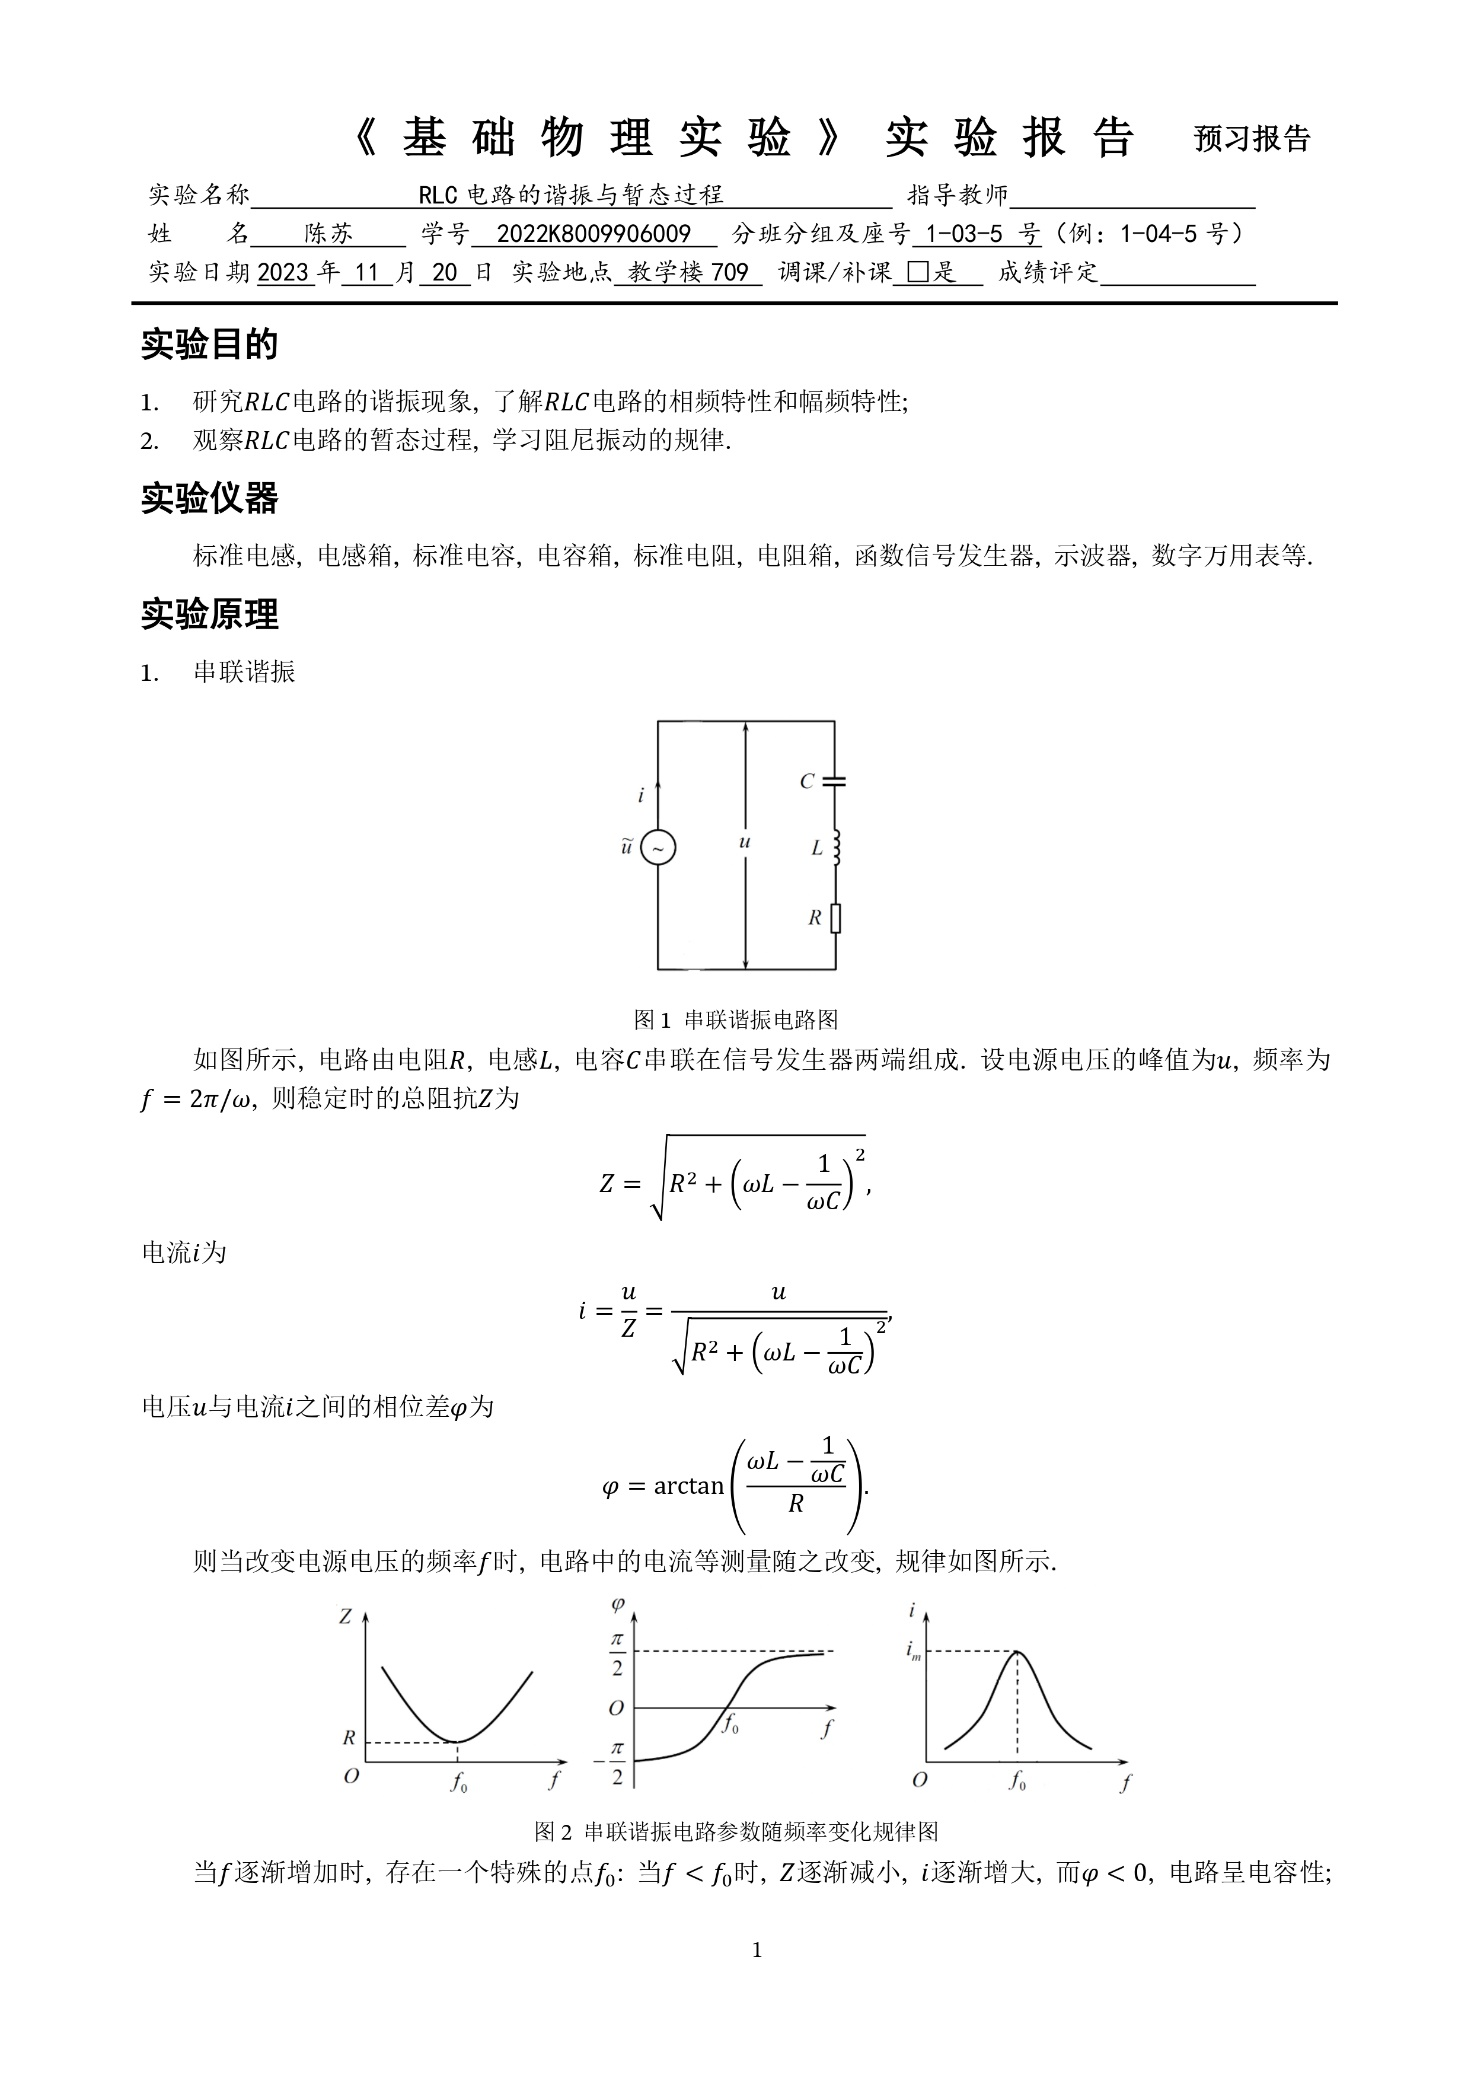 《基础物理实验》实验报告 预习报告
实验名称 RLC 电路的谐振与暂态过程 指导教师
姓 名 陈苏 学号 2022K8009906009 分班分组及座号 1-03-5 号（例：1-04-5 号）
实验日期 2023 年 11 月 20 日 实验地点 教学楼 709 调课/补课 □是 成绩评定
实验目的
1. 研究RLC电路的谐振现象, 了解RLC电路的相频特性和幅频特性;
2. 观察RLC电路的暂态过程, 学习阻尼振动的规律.
实验仪器
标准电感, 电感箱, 标准电容, 电容箱, 标准电阻, 电阻箱, 函数信号发生器, 示波器, 数字万用表等.
实验原理
1. 串联谐振
C
i
ũ ~ u L
R
图 1 串联谐振电路图
如图所示, 电路由电阻R, 电感L, 电容C串联在信号发生器两端组成. 设电源电压的峰值为u, 频率为
f = 2π/ω, 则稳定时的总阻抗Z为
Z = √(R² + (ωL − 1/(ωC))²),
电流i为
i = u/Z = u/√(R² + (ωL − 1/(ωC))²),
电压u与电流i之间的相位差φ为
φ = arctan((ωL − 1/(ωC))/R).
则当改变电源电压的频率f时, 电路中的电流等测量随之改变, 规律如图所示.
Z R O f₀ f
φ π/2 O −π/2 f₀ f
i iₘ O f₀ f
图 2 串联谐振电路参数随频率变化规律图
当f逐渐增加时, 存在一个特殊的点f₀: 当f < f₀时, Z逐渐减小, i逐渐增大, 而φ < 0, 电路呈电容性;
1